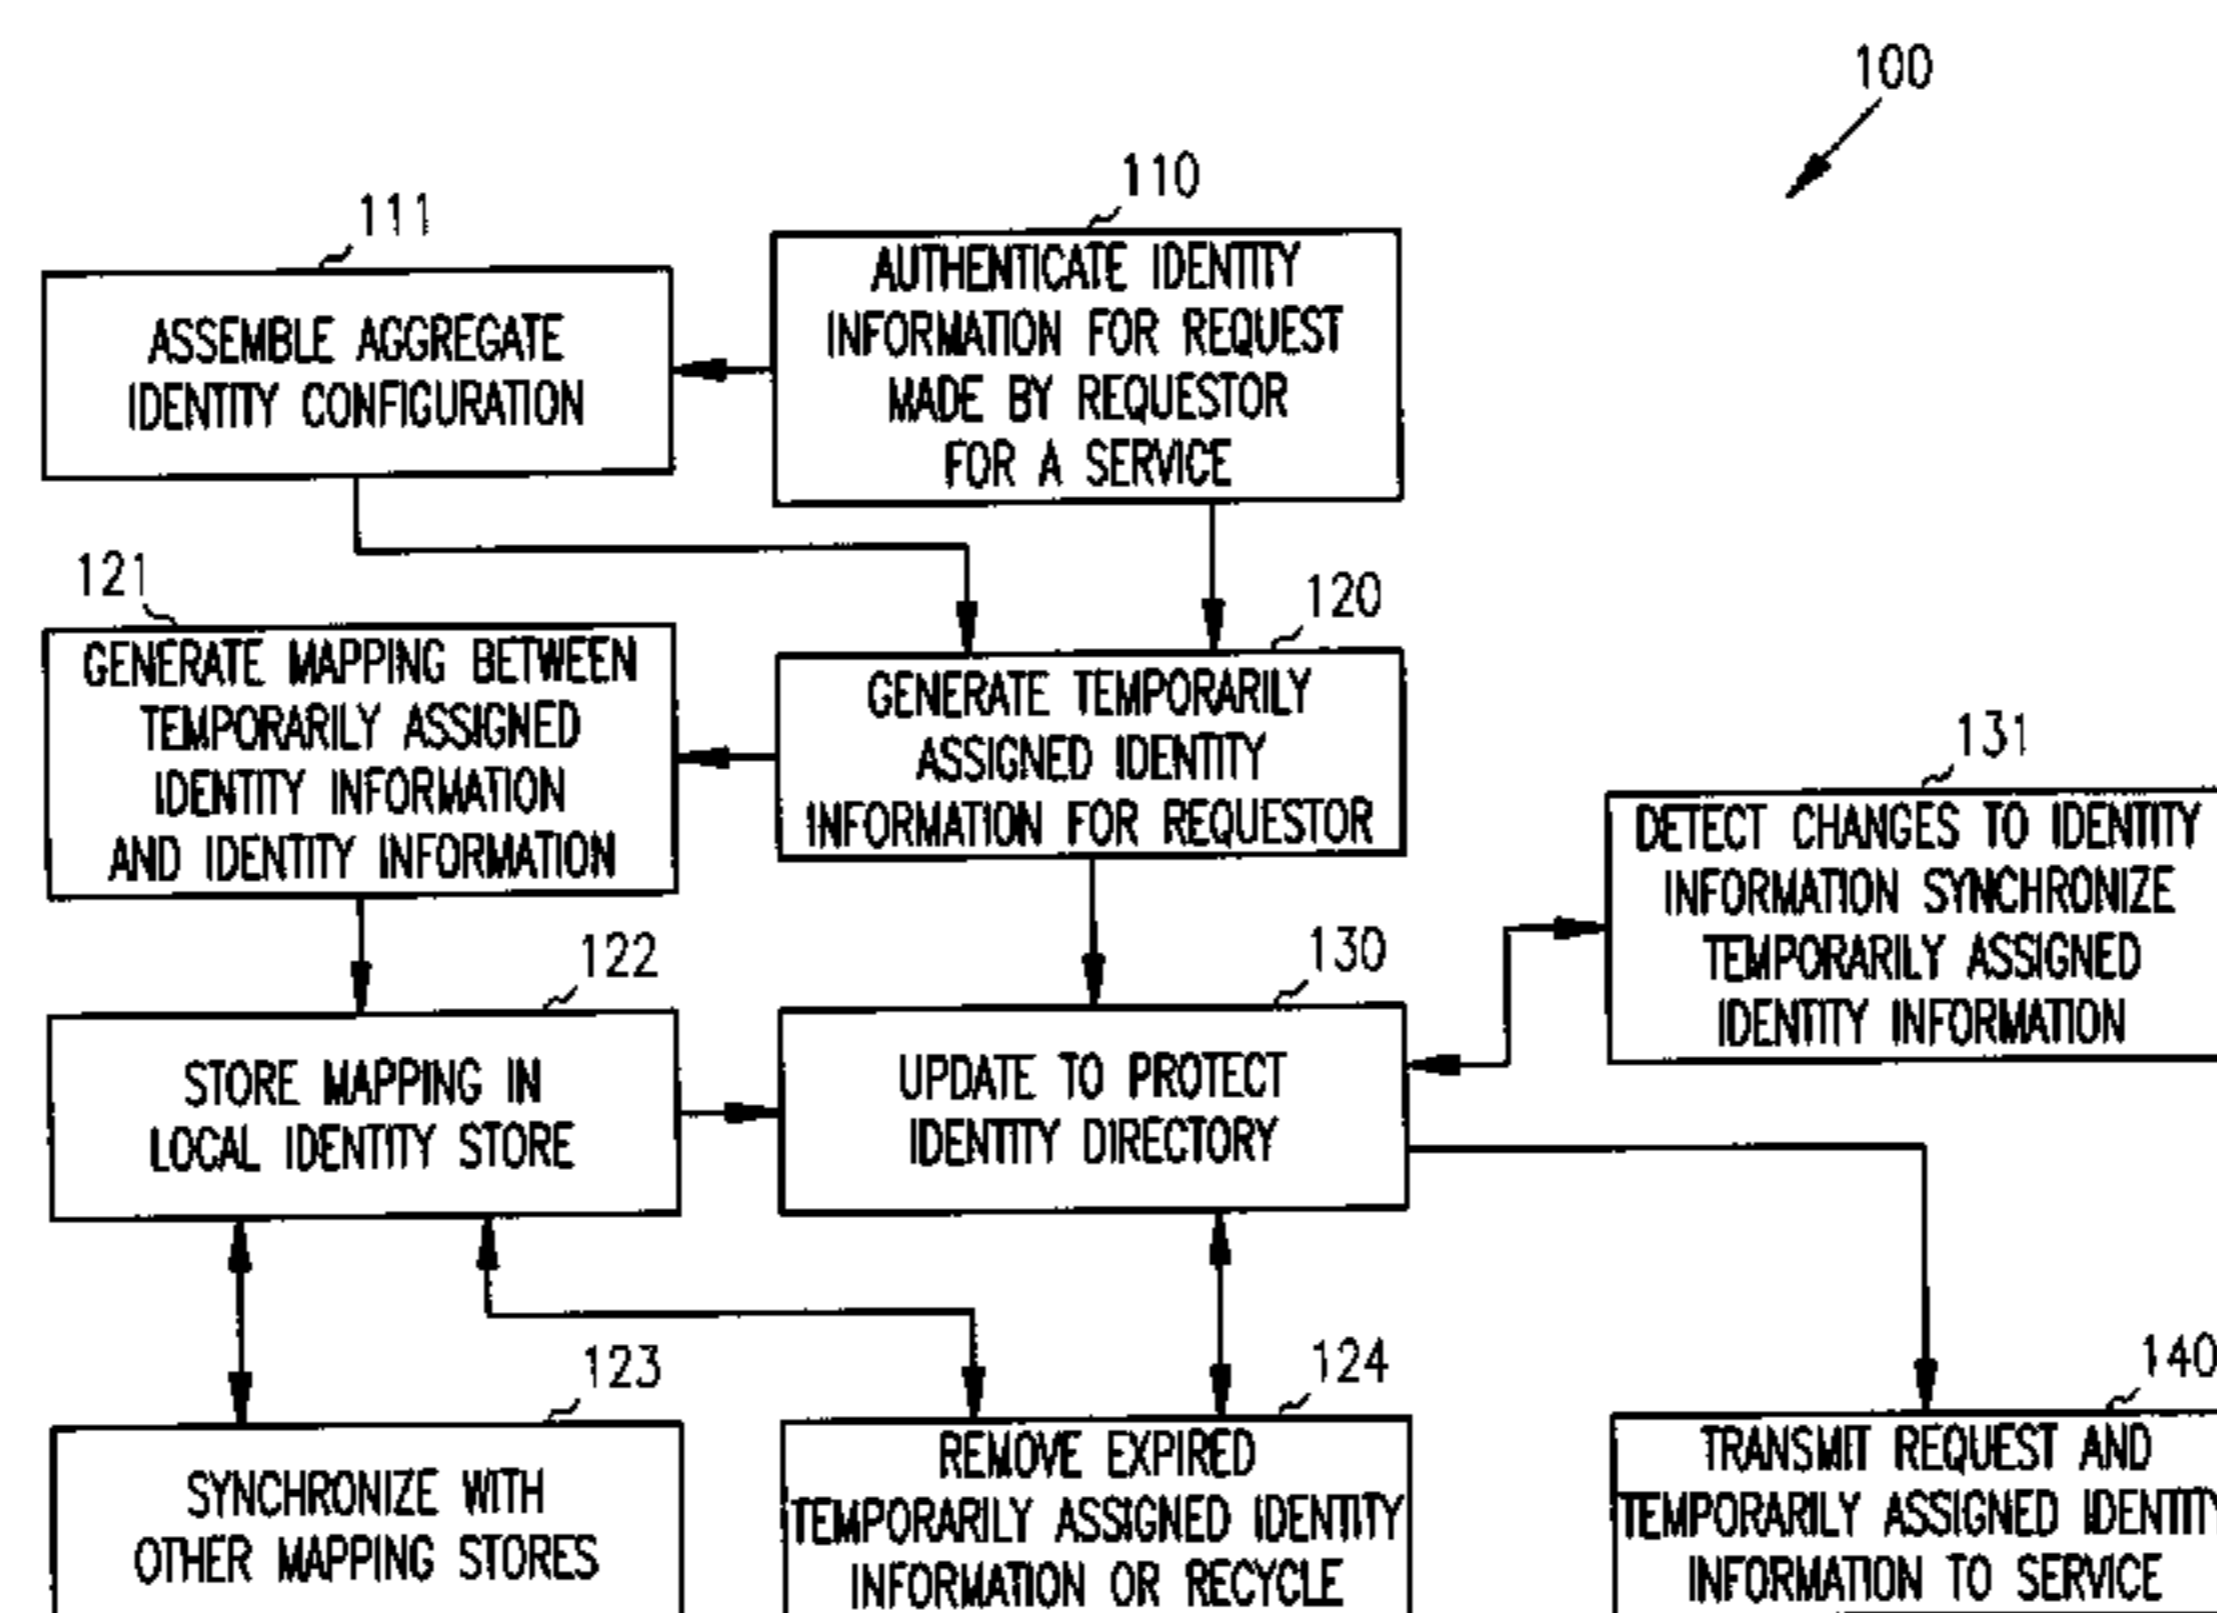 100
110
111
AUTHENTICATE IDENTITY
INFORMATION FOR REQUEST
MADE BY REQUESTOR
FOR A SERVICE
ASSEMBLE AGGREGATE
IDENTITY CONFIGURATION
121
120
GENERATE MAPPING BETWEEN
TEMPORARILY ASSIGNED
IDENTITY INFORMATION
AND IDENTITY INFORMATION
GENERATE TEMPORARILY
ASSIGNED IDENTITY
INFORMATION FOR REQUESTOR
131
DETECT CHANGES TO IDENTITY
INFORMATION SYNCHRONIZE
TEMPORARILY ASSIGNED
IDENTITY INFORMATION
122
130
STORE MAPPING IN
LOCAL IDENTITY STORE
UPDATE TO PROTECT
IDENTITY DIRECTORY
123
124
140
SYNCHRONIZE WITH
OTHER MAPPING STORES
REMOVE EXPIRED
TEMPORARILY ASSIGNED IDENTITY
INFORMATION OR RECYCLE
TRANSMIT REQUEST AND
TEMPORARILY ASSIGNED IDENTITY
INFORMATION TO SERVICE